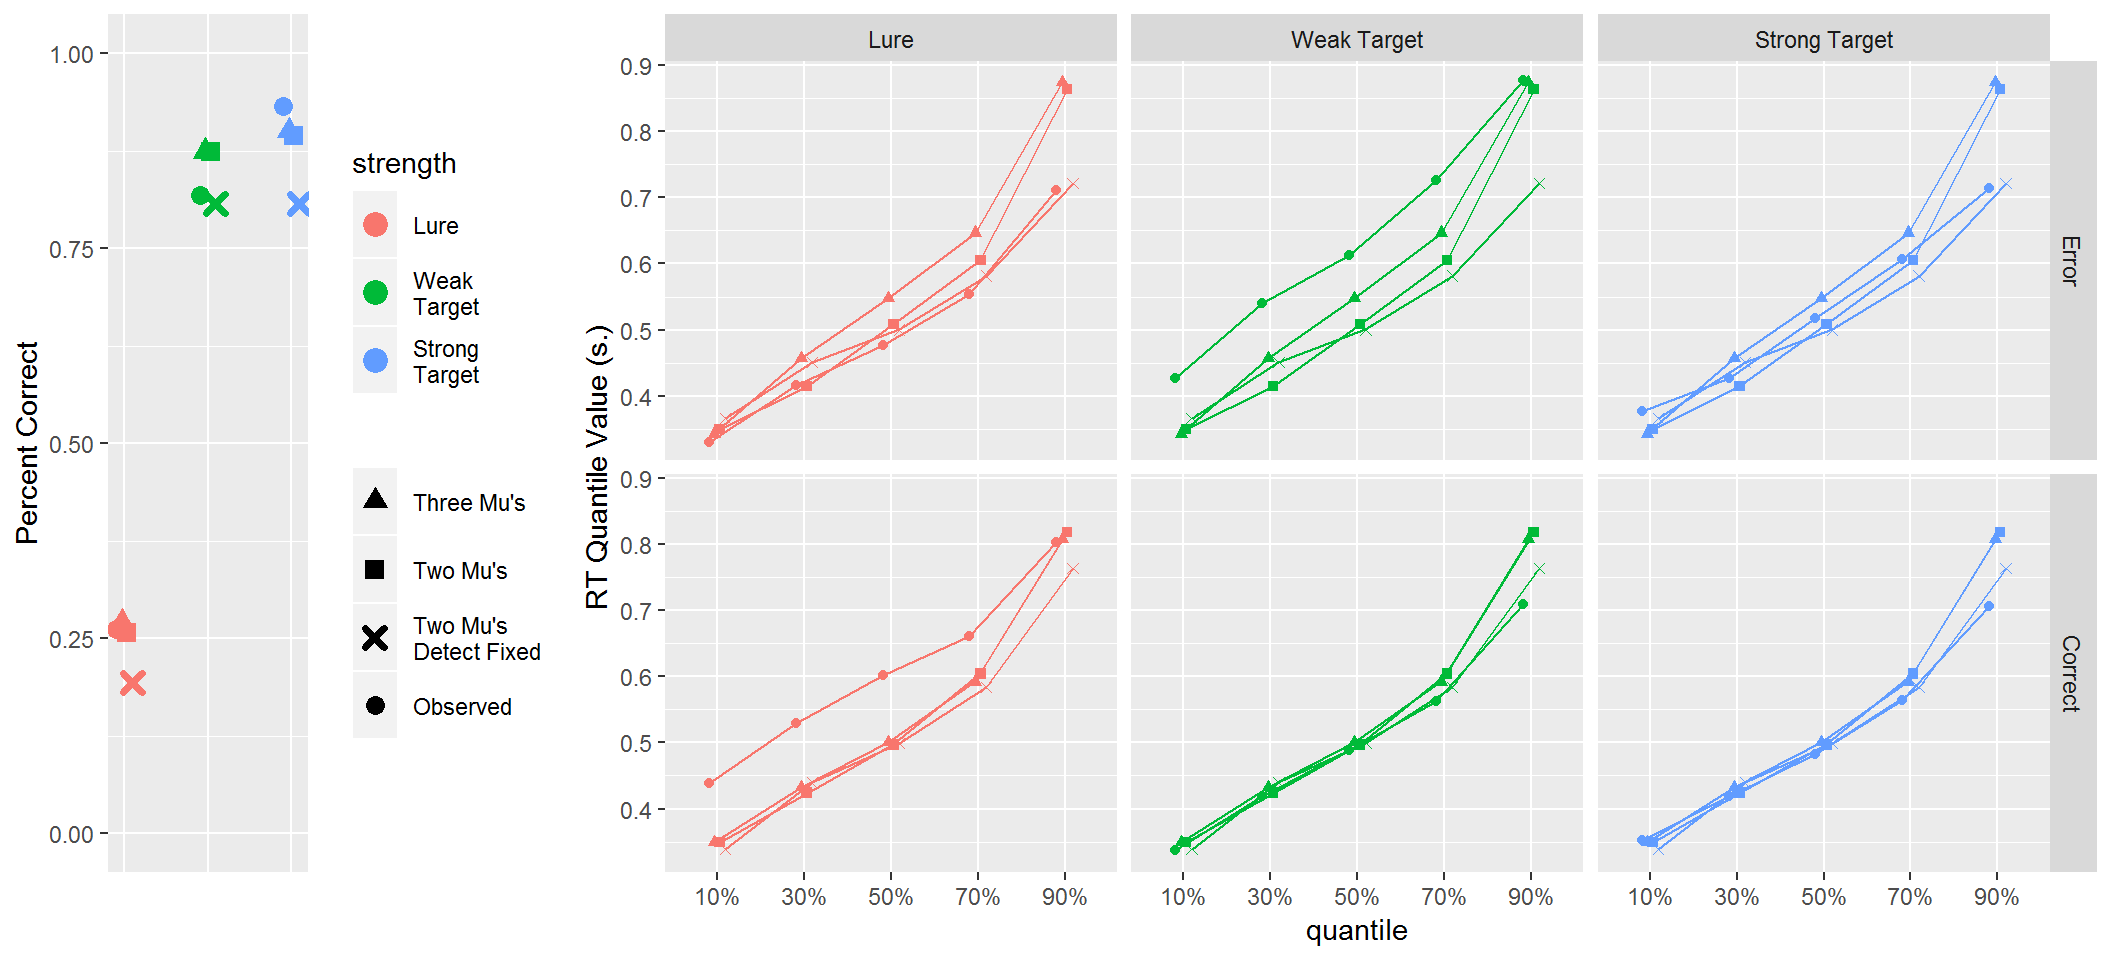 Percent Correct
1.00
0.75
0.50
0.25
0.00
strength
Lure
Weak
Target
Strong
Target
Three Mu's
Two Mu's
Two Mu's
Detect Fixed
Observed
RT Quantile Value (s.)
Lure
Weak Target
Strong Target
0.9
0.8
0.7
0.6
0.5
0.4
Error
0.9
0.8
0.7
0.6
0.5
0.4
Correct
10% 30% 50% 70% 90%
10% 30% 50% 70% 90%
10% 30% 50% 70% 90%
quantile